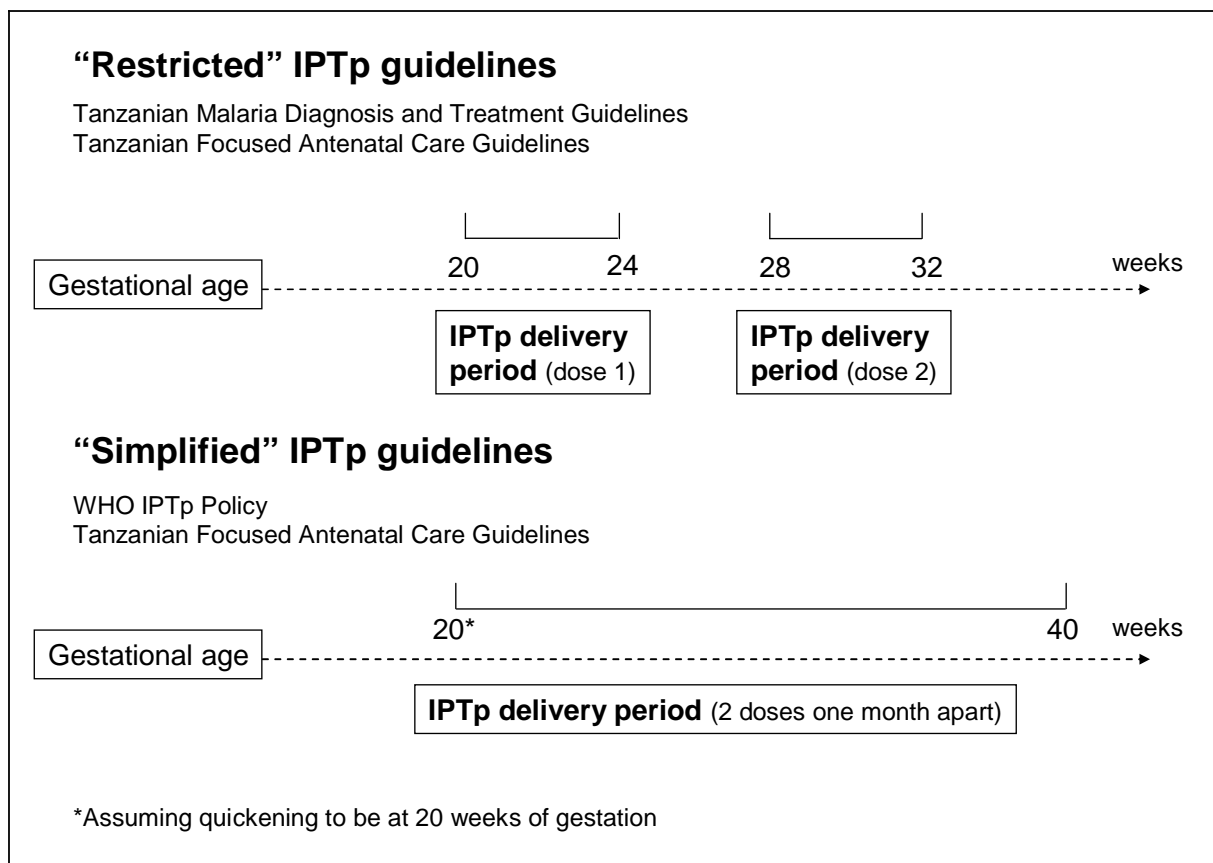 “Restricted” IPTp guidelines
Tanzanian Malaria Diagnosis and Treatment Guidelines
Tanzanian Focused Antenatal Care Guidelines
20 24 28 32 weeks
Gestational age
IPTp delivery period (dose 1)
IPTp delivery period (dose 2)
“Simplified” IPTp guidelines
WHO IPTp Policy
Tanzanian Focused Antenatal Care Guidelines
20* 40 weeks
Gestational age
IPTp delivery period (2 doses one month apart)
*Assuming quickening to be at 20 weeks of gestation